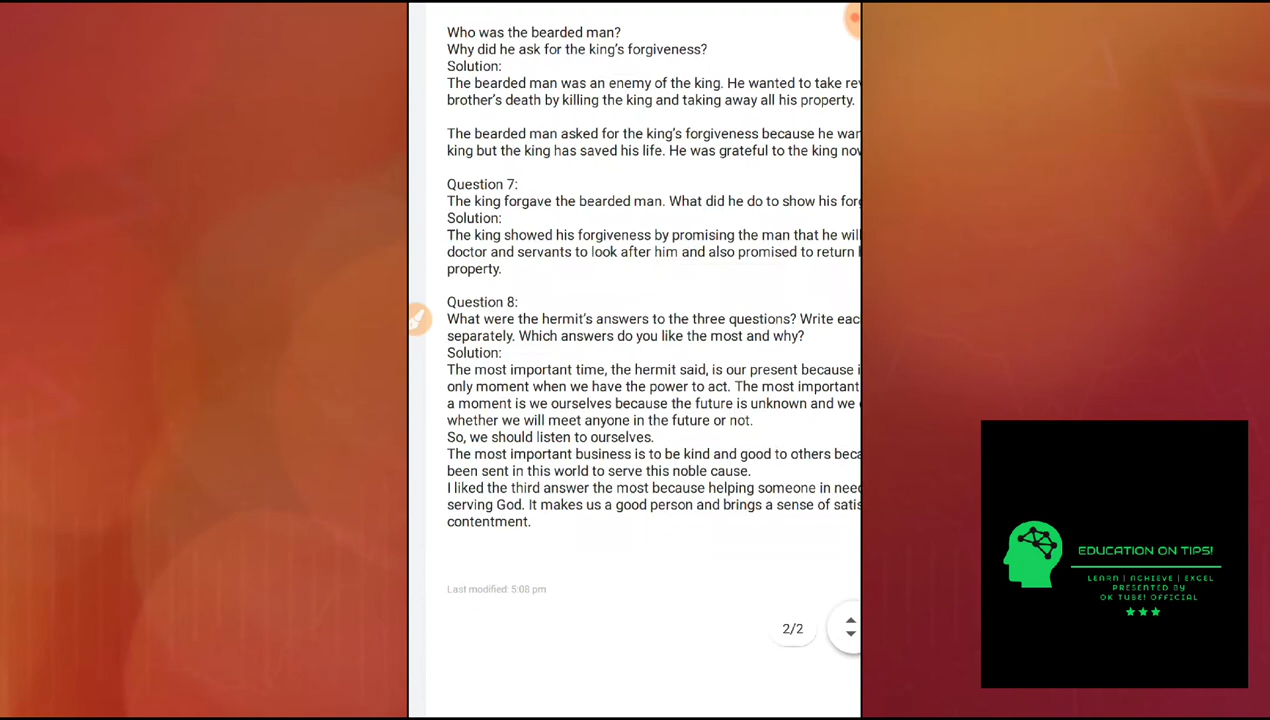 Who was the bearded man?
Why did he ask for the king's forgiveness?
Solution:
The bearded man was an enemy of the king. He wanted to take
brother's death by killing the king and taking away all his property.
The bearded man asked for the king's forgiveness because he
king but the king has saved his life. He was grateful to the king
Question 7:
The king forgave the bearded man. What did he do to show his
Solution:
The king showed his forgiveness by promising the man that he
doctor and servants to look after him and also promised to return
property.
Question 8:
What were the hermit's answers to the three questions? Write
separately. Which answers do you like the most and why?
Solution:
The most important time, the hermit said, is our present because
only moment when we have the power to act. The most important
a moment is we ourselves because the future is unknown and we
whether we will meet anyone in the future or not.
So, we should listen to ourselves.
The most important business is to be kind and good to others
been sent in this world to serve this noble cause.
I liked the third answer the most because helping someone in
serving God. It makes us a good person and brings a sense of
contentment.
Last modified: 5:08 pm
2/2
EDUCATION ON TIPS!
LEARN | ACHIEVE | EXCEL
PRESENTED BY
OK TUBE! OFFICIAL